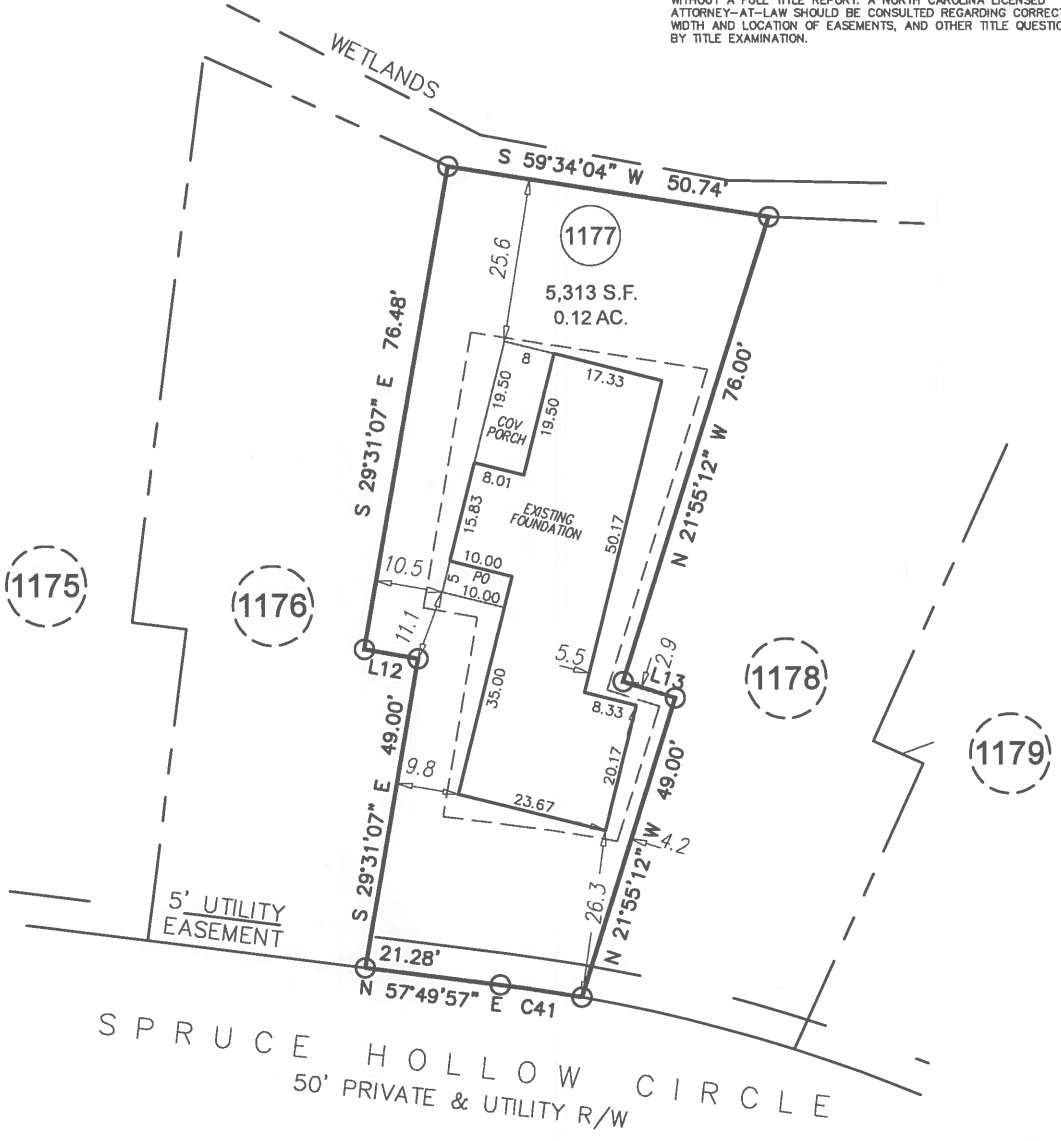 WITHOUT A FULL TITLE REPORT. A NORTH CAROLINA LICENSED
ATTORNEY-AT-LAW SHOULD BE CONSULTED REGARDING CORRECT
WIDTH AND LOCATION OF EASEMENTS, AND OTHER TITLE QUESTIO
BY TITLE EXAMINATION.
WETLANDS
S 59°34'04" W 50.74'
1177
25.6
5,313 S.F.
0.12 AC.
S 29°31'07" E 76.48'
N 21°55'12" W 76.00'
8
17.33
19.50
COV
PORCH
19.50
8.01
15.83
EXISTING
FOUNDATION
50.17
10.00
5
PO
10.00
10.5
11.1
1175
1176
L12
5.5
L13
2.9
1178
1179
35.00
8.33
20.17
S 29°31'07" E 49.00'
9.8
23.67
N 21°55'12" W 49.00'
4.2
26.3
5' UTILITY
EASEMENT
21.28'
N 57°49'57" E C41
SPRUCE HOLLOW CIRCLE
50' PRIVATE & UTILITY R/W